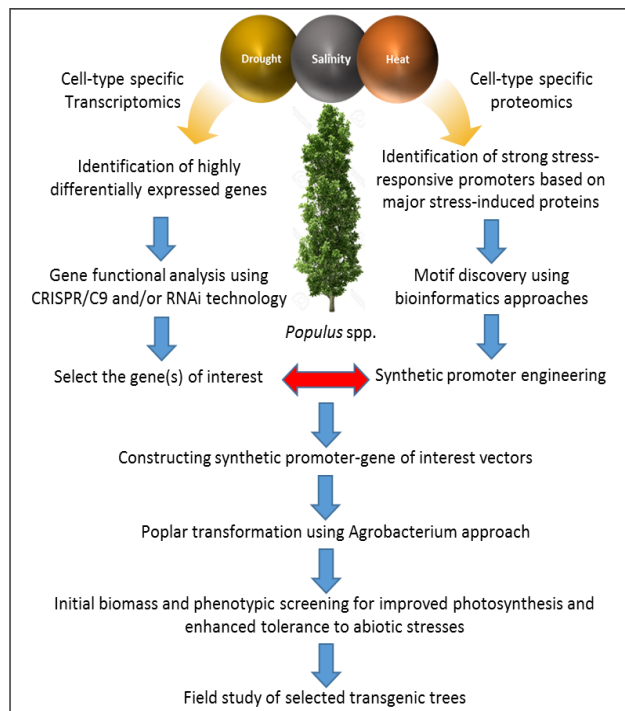 Drought
Salinity
Heat
Cell-type specific
Transcriptomics
Cell-type specific
proteomics
Identification of highly
differentially expressed genes
Identification of strong stress-
responsive promoters based on
major stress-induced proteins
Gene functional analysis using
CRISPR/C9 and/or RNAi technology
Motif discovery using
bioinformatics approaches
Populus spp.
Select the gene(s) of interest
Synthetic promoter engineering
Constructing synthetic promoter-gene of interest vectors
Poplar transformation using Agrobacterium approach
Initial biomass and phenotypic screening for improved photosynthesis and
enhanced tolerance to abiotic stresses
Field study of selected transgenic trees